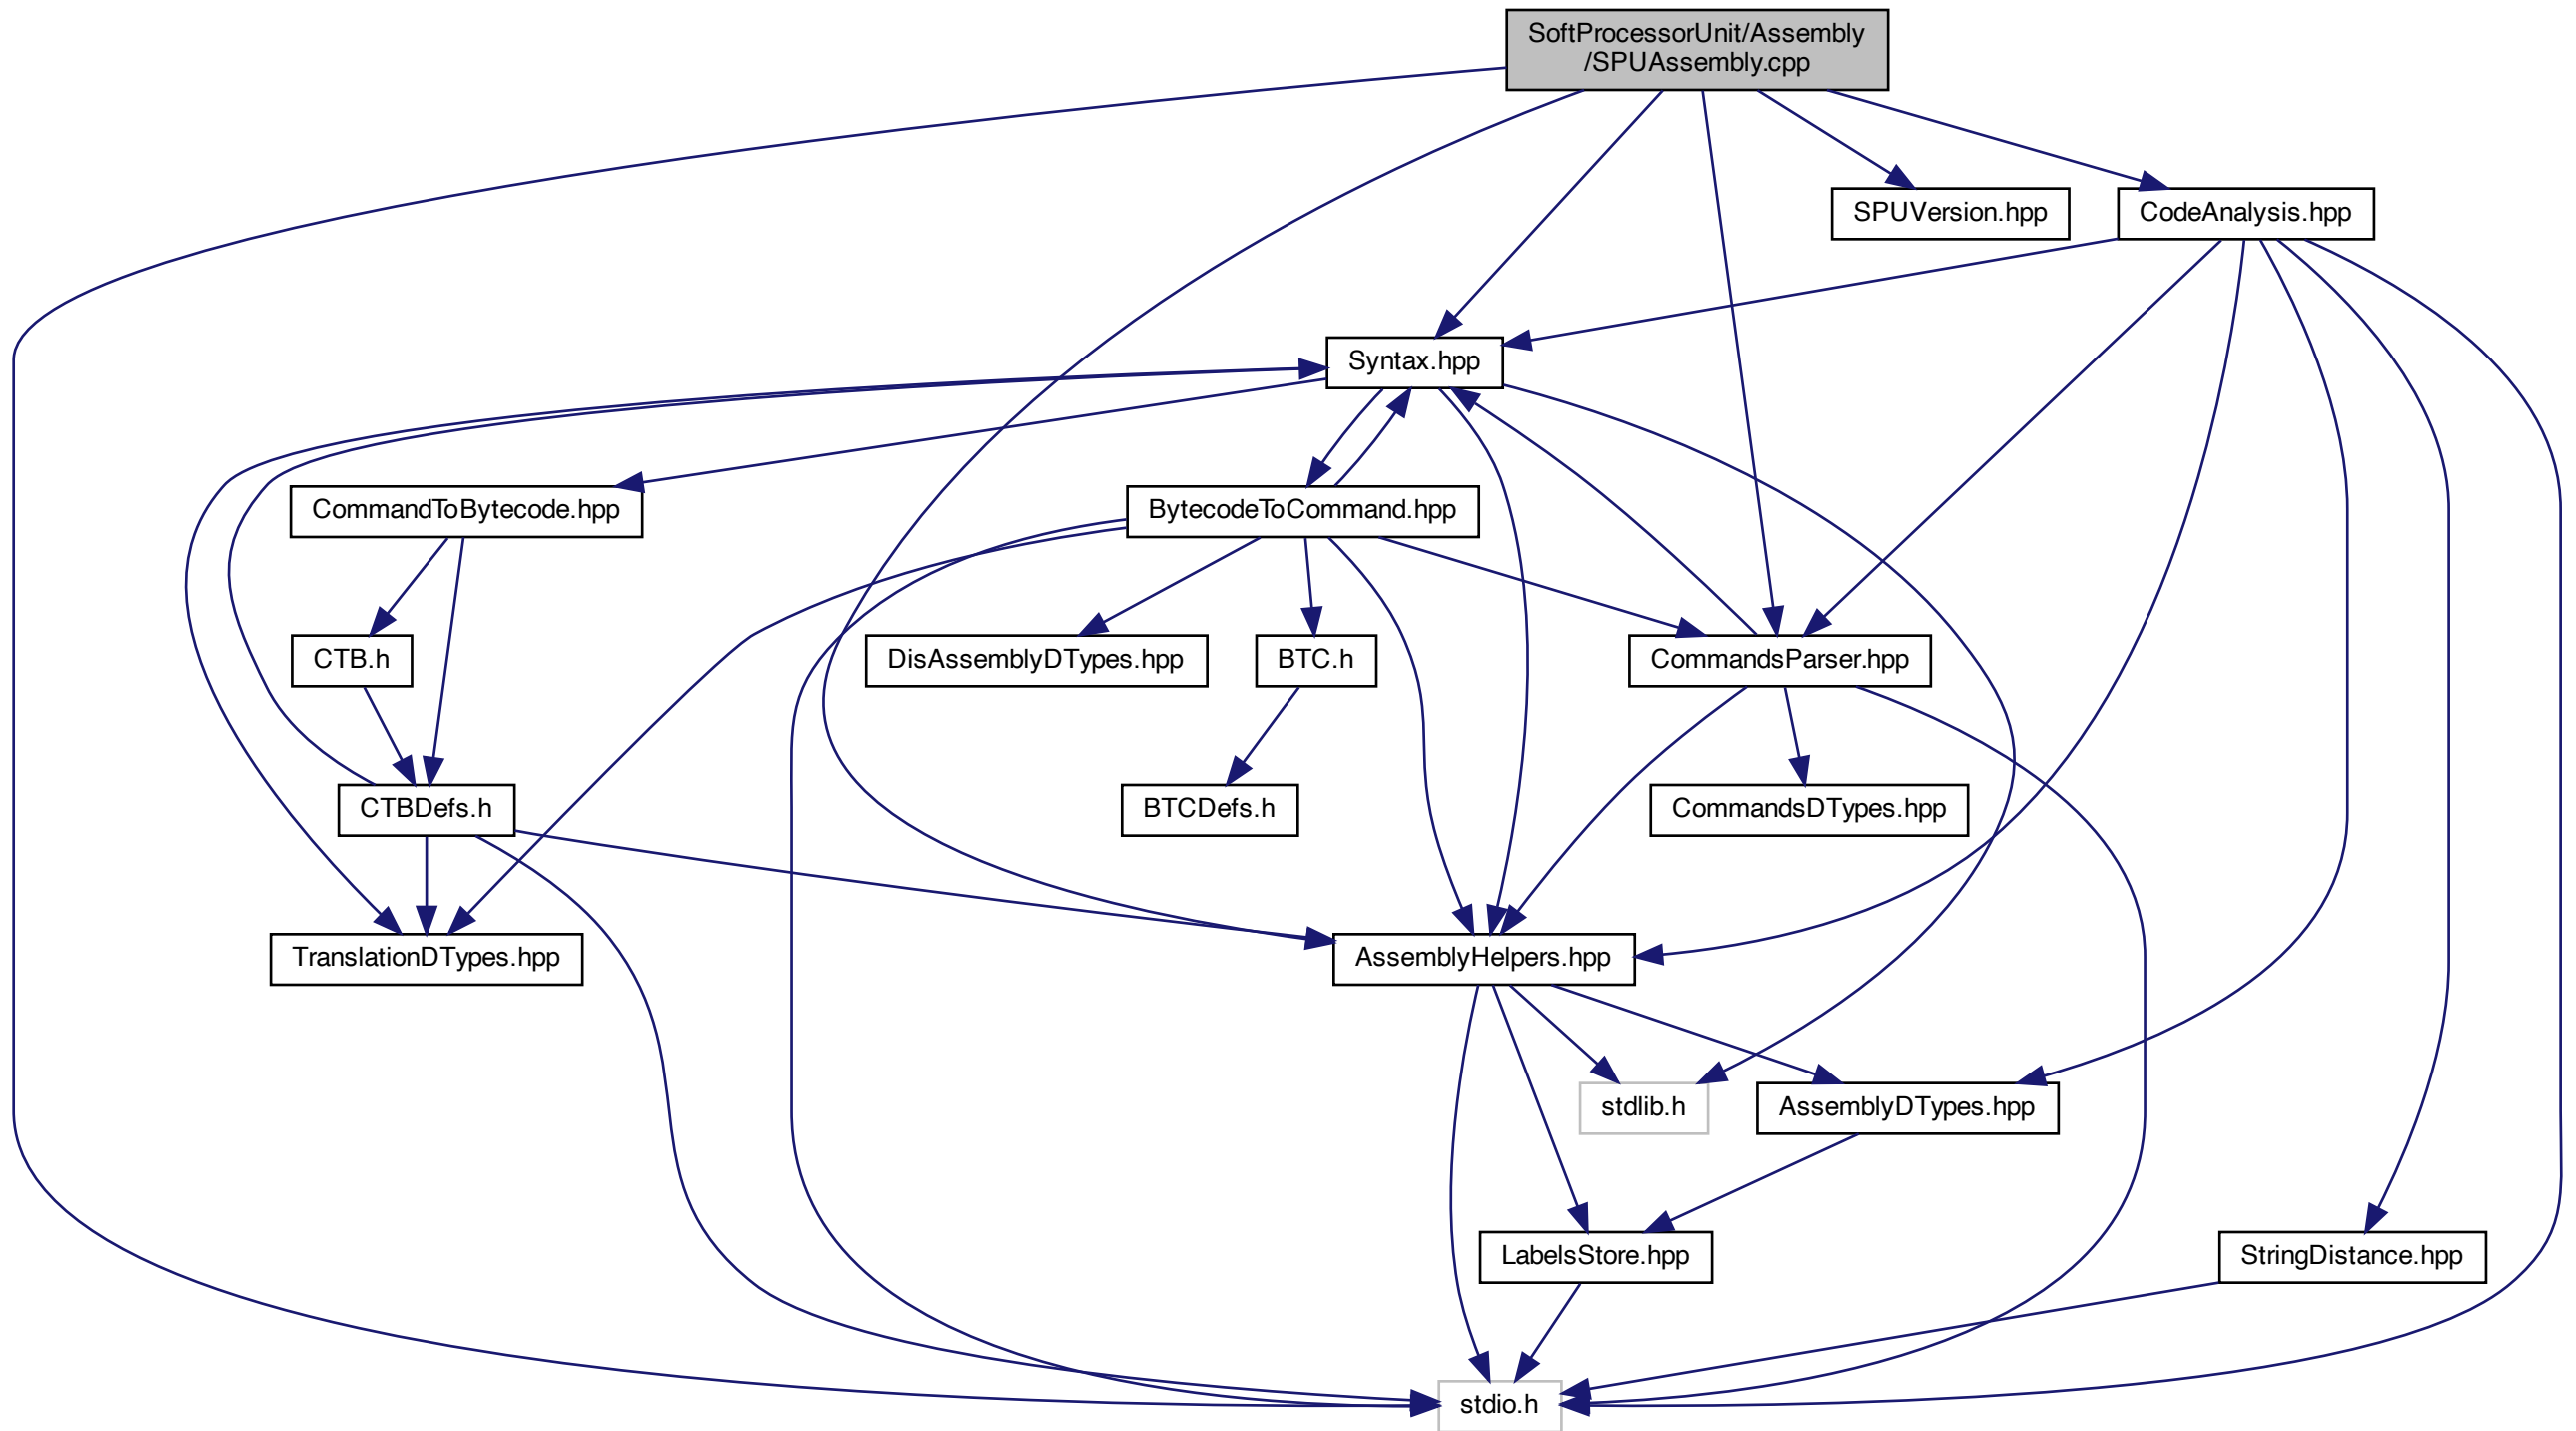 SoftProcessorUnit/Assembly
/SPUAssembly.cpp
SPUVersion.hpp
CodeAnalysis.hpp
Syntax.hpp
CommandToBytecode.hpp
BytecodeToCommand.hpp
CTB.h
DisAssemblyDTypes.hpp
BTC.h
CommandsParser.hpp
CTBDefs.h
BTCDefs.h
CommandsDTypes.hpp
TranslationDTypes.hpp
AssemblyHelpers.hpp
stdlib.h
AssemblyDTypes.hpp
LabelsStore.hpp
StringDistance.hpp
stdio.h